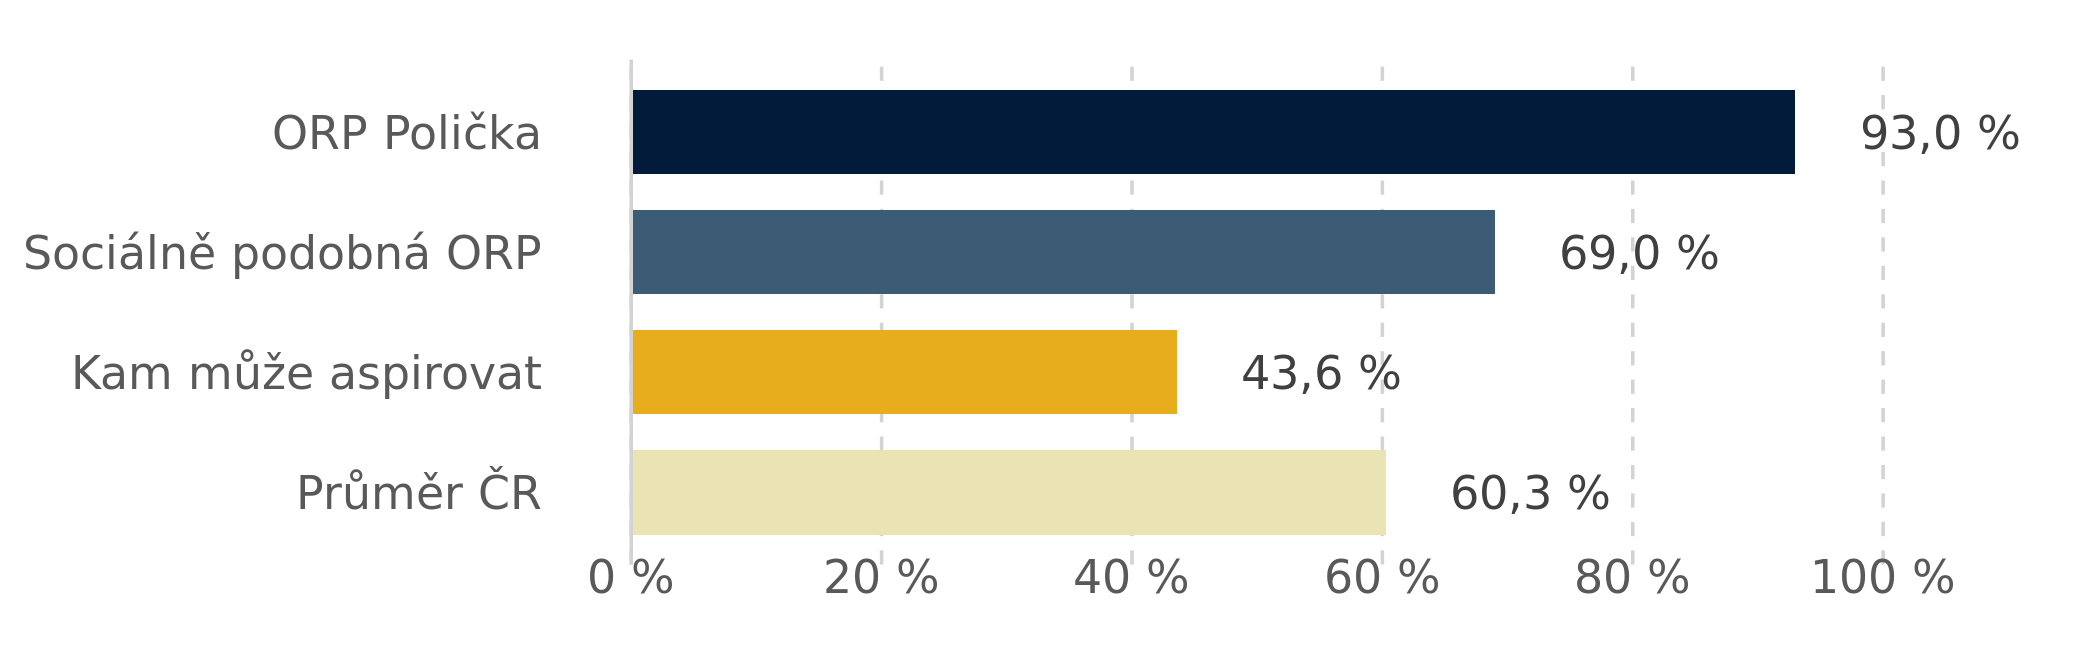 ORP Polička 93,0 %
Sociálně podobná ORP 69,0 %
Kam může aspirovat 43,6 %
Průměr ČR 60,3 %
0 % 20 % 40 % 60 % 80 % 100 %